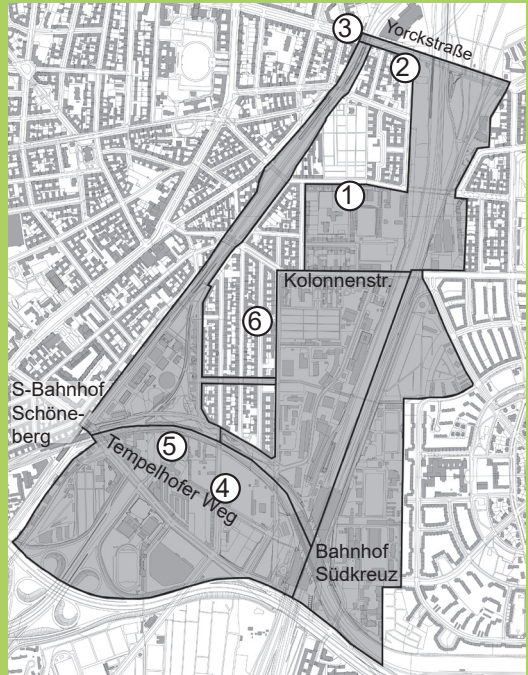 3
Yorckstraße
2
1
Kolonnenstr.
6
S-Bahnhof
Schöne-
berg
5
Tempelhofer Weg
4
Bahnhof
Südkreuz